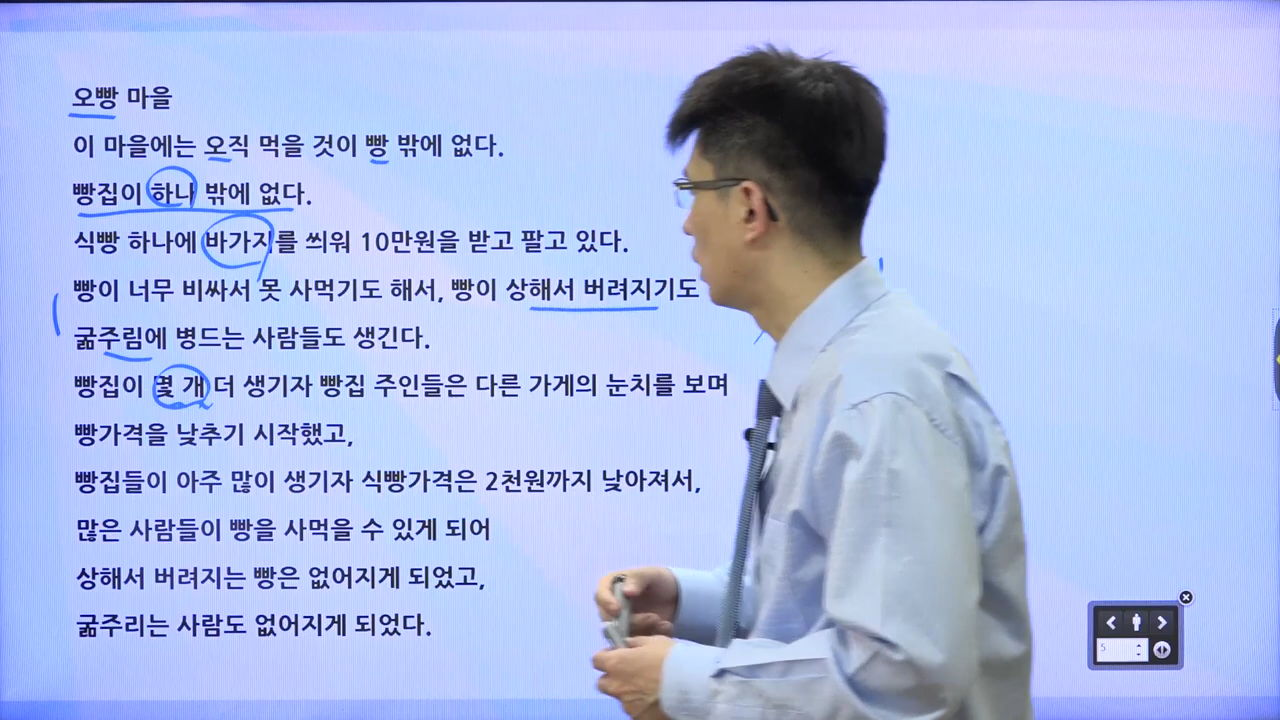 오빵 마을
이 마을에는 오직 먹을 것이 빵 밖에 없다.
빵집이 하나 밖에 없다.
식빵 하나에 바가지를 씌워 10만원을 받고 팔고 있다.
빵이 너무 비싸서 못 사먹기도 해서, 빵이 상해서 버려지기도
굶주림에 병드는 사람들도 생긴다.
빵집이 몇 개 더 생기자 빵집 주인들은 다른 가게의 눈치를 보며
빵가격을 낮추기 시작했고,
빵집들이 아주 많이 생기자 식빵가격은 2천원까지 낮아져서,
많은 사람들이 빵을 사먹을 수 있게 되어
상해서 버려지는 빵은 없어지게 되었고,
굶주리는 사람도 없어지게 되었다.
5